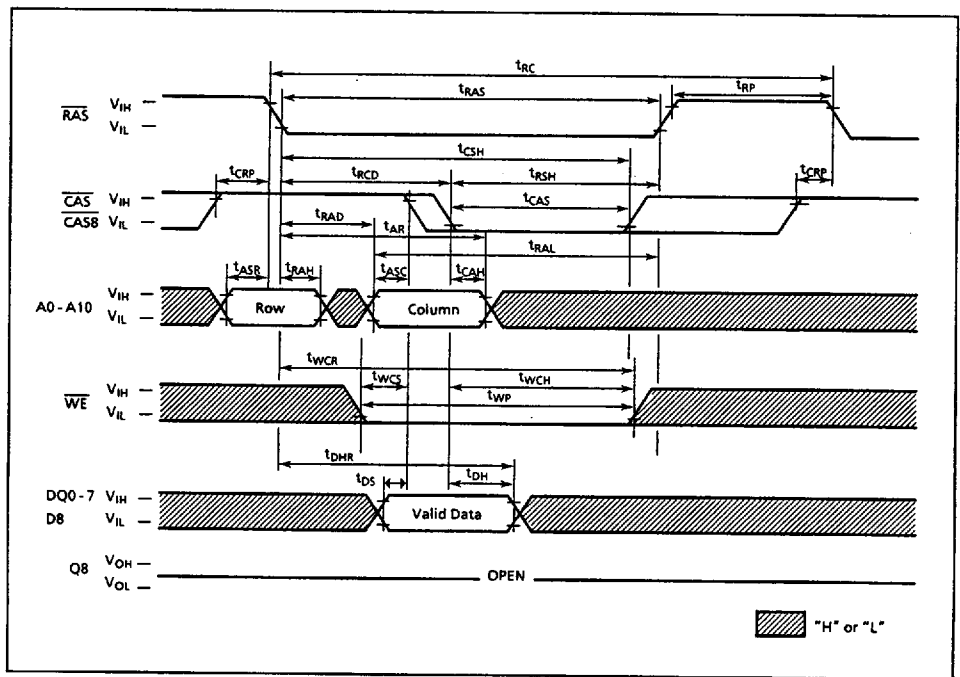 tRC
tRP
tRAS
RAS VIH
VIL
tCSH
tCRP tRCD tRSH tCRP
CAS VIH
CAS8 VIL
tCAS
tRAD
tAR
tRAL
tASR tRAH tASC tCAH
A0 - A10 VIH
VIL
Row Column
tWCR
tWCS tWCH
WE VIH
VIL
tWP
tDHR
tDS tDH
DQ0 - 7 VIH
D8 VIL
Valid Data
Q8 VOH
VOL
OPEN
"H" or "L"